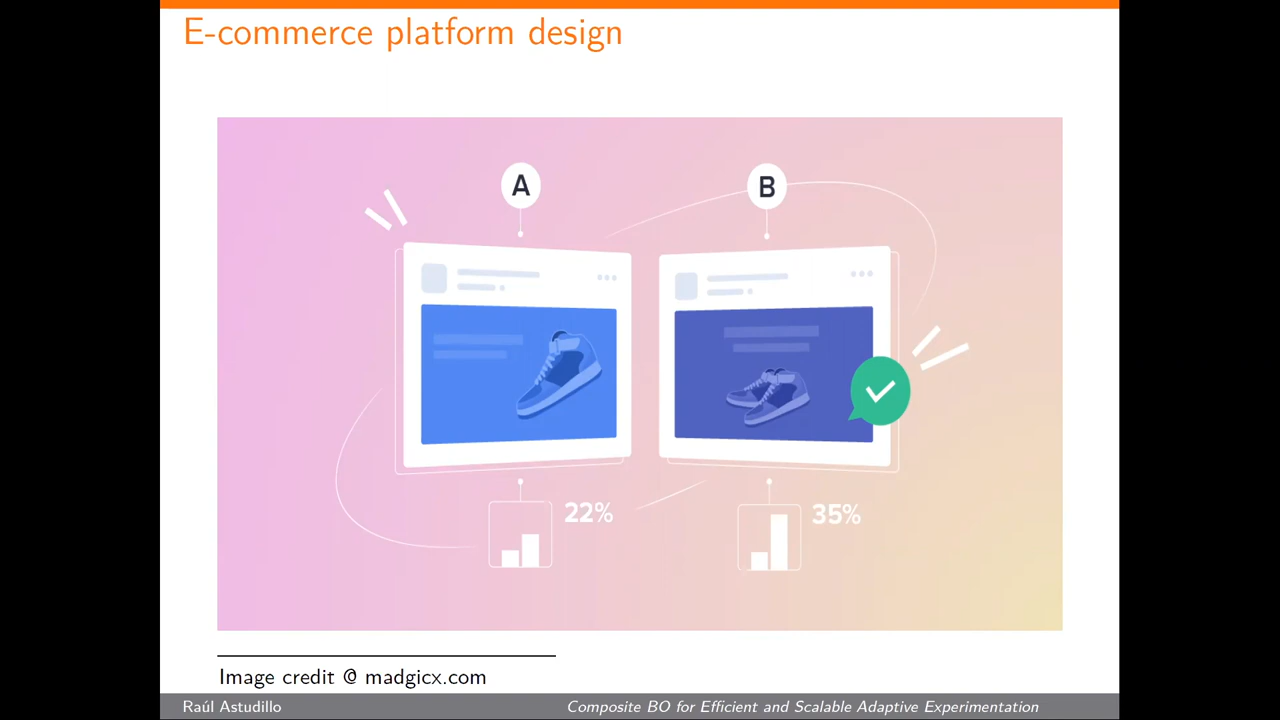 E-commerce platform design
A
B
22%
35%
Image credit @ madgicx.com
Raúl Astudillo
Composite BO for Efficient and Scalable Adaptive Experimentation